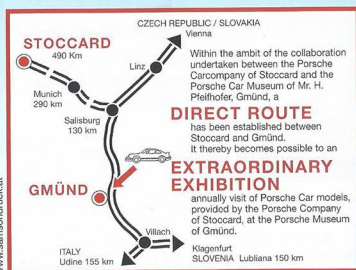 CZECH REPUBLIC / SLOVAKIA
Vienna
STOCCARD
490 Km
Linz
Munich
290 km
Salisburg
130 km
GMÜND
Villach
ITALY
Udine 155 km
Klagenfurt
SLOVENIA Lubliana 150 km
Within the ambit of the collaboration
undertaken between the Porsche
Carcompany of Stoccard and the
Porsche Car Museum of Mr. H.
Pfeifhofer, Gmünd, a
DIRECT ROUTE
has been established between
Stoccard and Gmünd.
It thereby becomes possible to an
EXTRAORDINARY
EXHIBITION
annually visit of Porsche Car models,
provided by the Porsche Company
of Stoccard, at the Porsche Museum
of Gmünd.